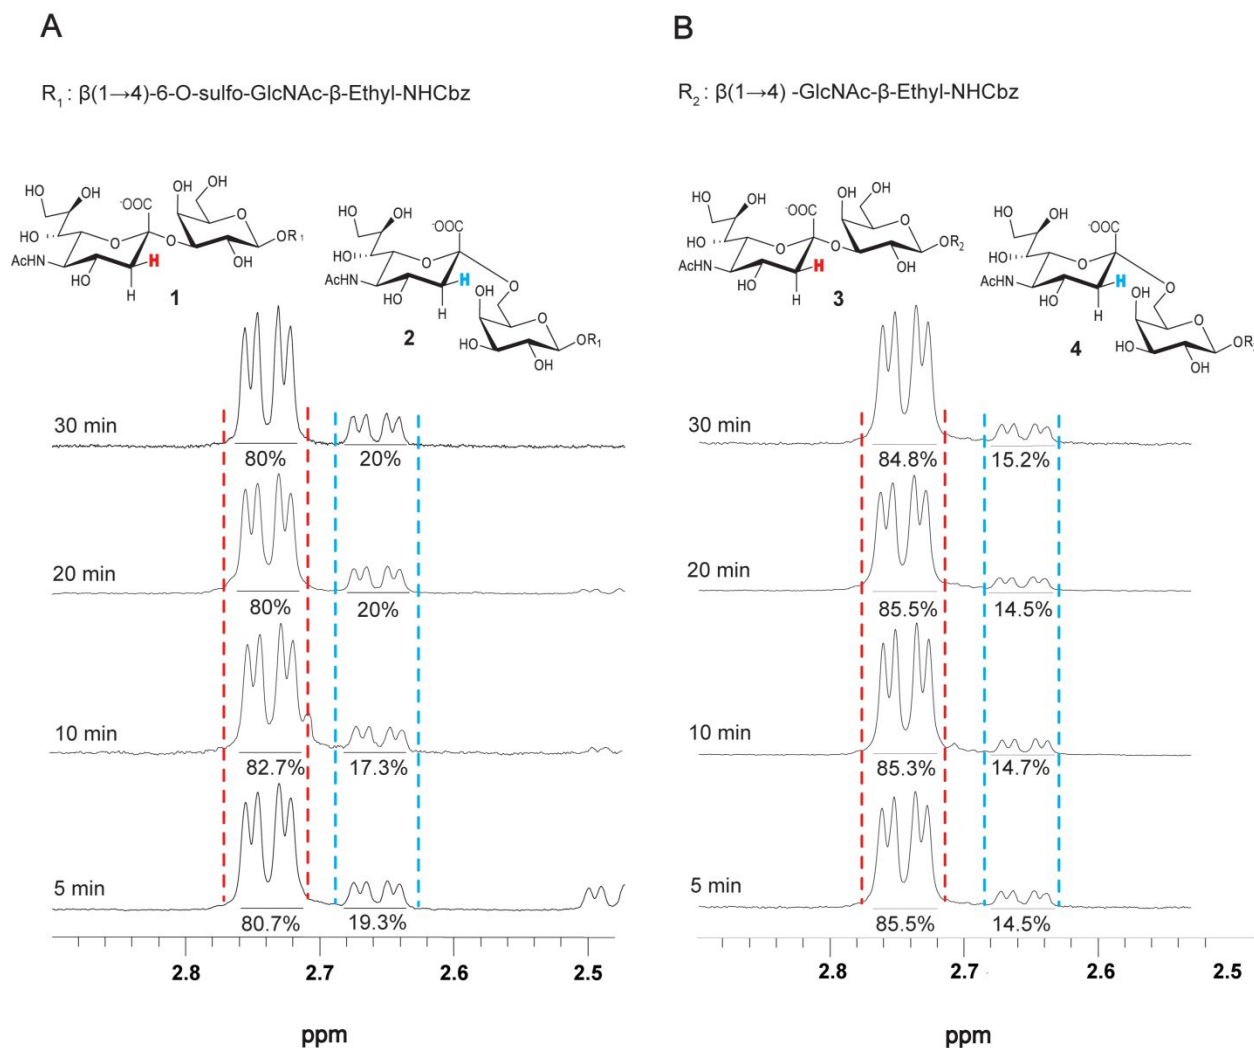 A
B
R1 : β(1→4)-6-O-sulfo-GlcNAc-β-Ethyl-NHCbz
R2 : β(1→4) -GlcNAc-β-Ethyl-NHCbz
HO OH -OOC OH OH
HO O O O OR1
AcHN HO H OH
H
1
HO OH -OOC
HO O O
AcHN HO H OH
H O
HO OH OR1
2
HO OH -OOC OH OH
HO O O O OR2
AcHN HO H OH
H
3
HO OH -OOC
HO O O
AcHN HO H OH
H O
HO OH
4
30 min
80% 20%
20 min
80% 20%
10 min
82.7% 17.3%
5 min
80.7% 19.3%
2.8 2.7 2.6 2.5
ppm
30 min
84.8% 15.2%
20 min
85.5% 14.5%
10 min
85.3% 14.7%
5 min
85.5% 14.5%
2.8 2.7 2.6 2.5
ppm